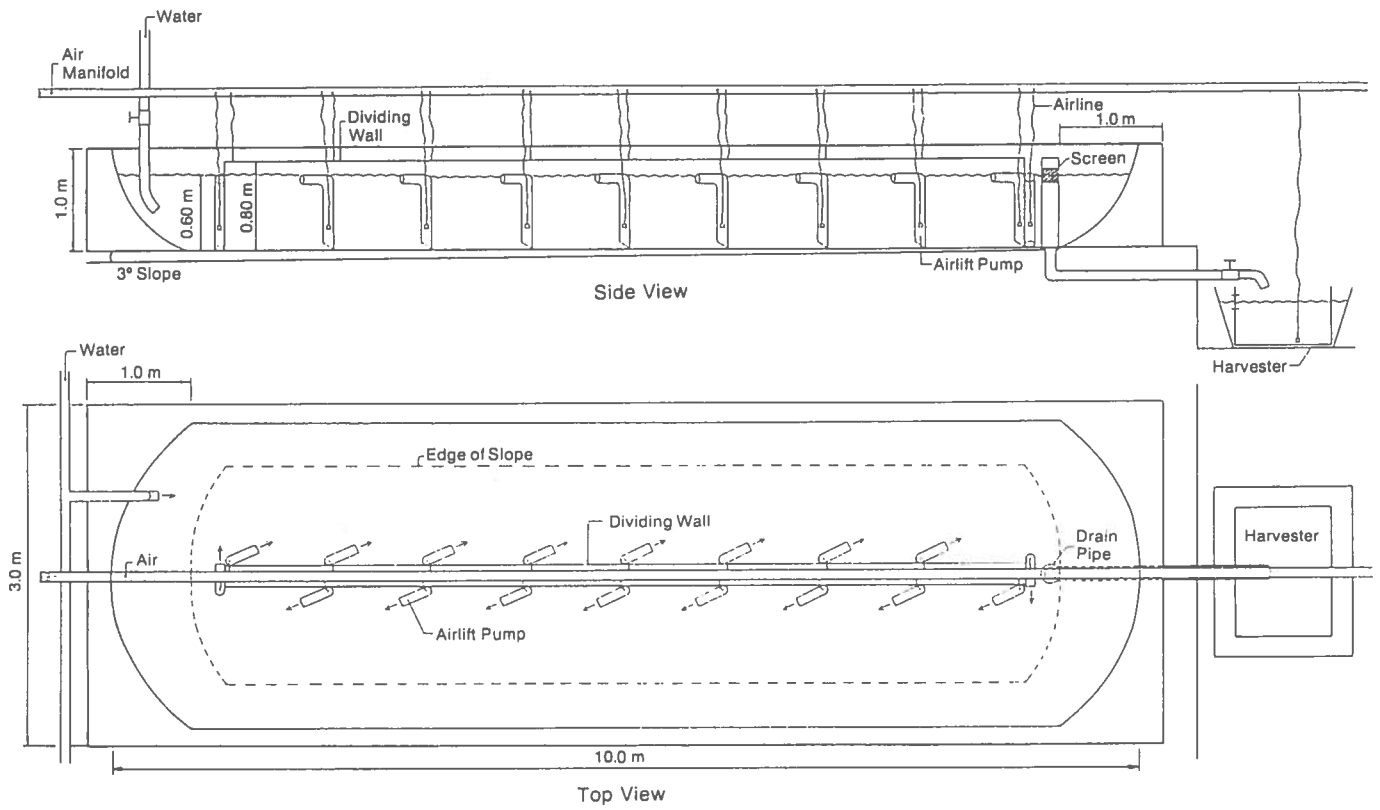 Water
Air
Manifold
Dividing
Wall
Airline
1.0 m
Screen
1.0 m
0.60 m
0.80 m
3° Slope
Airlift Pump
Side View
Harvester
Water
1.0 m
Edge of Slope
Dividing Wall
Drain
Pipe
Harvester
Air
3.0 m
Airlift Pump
10.0 m
Top View